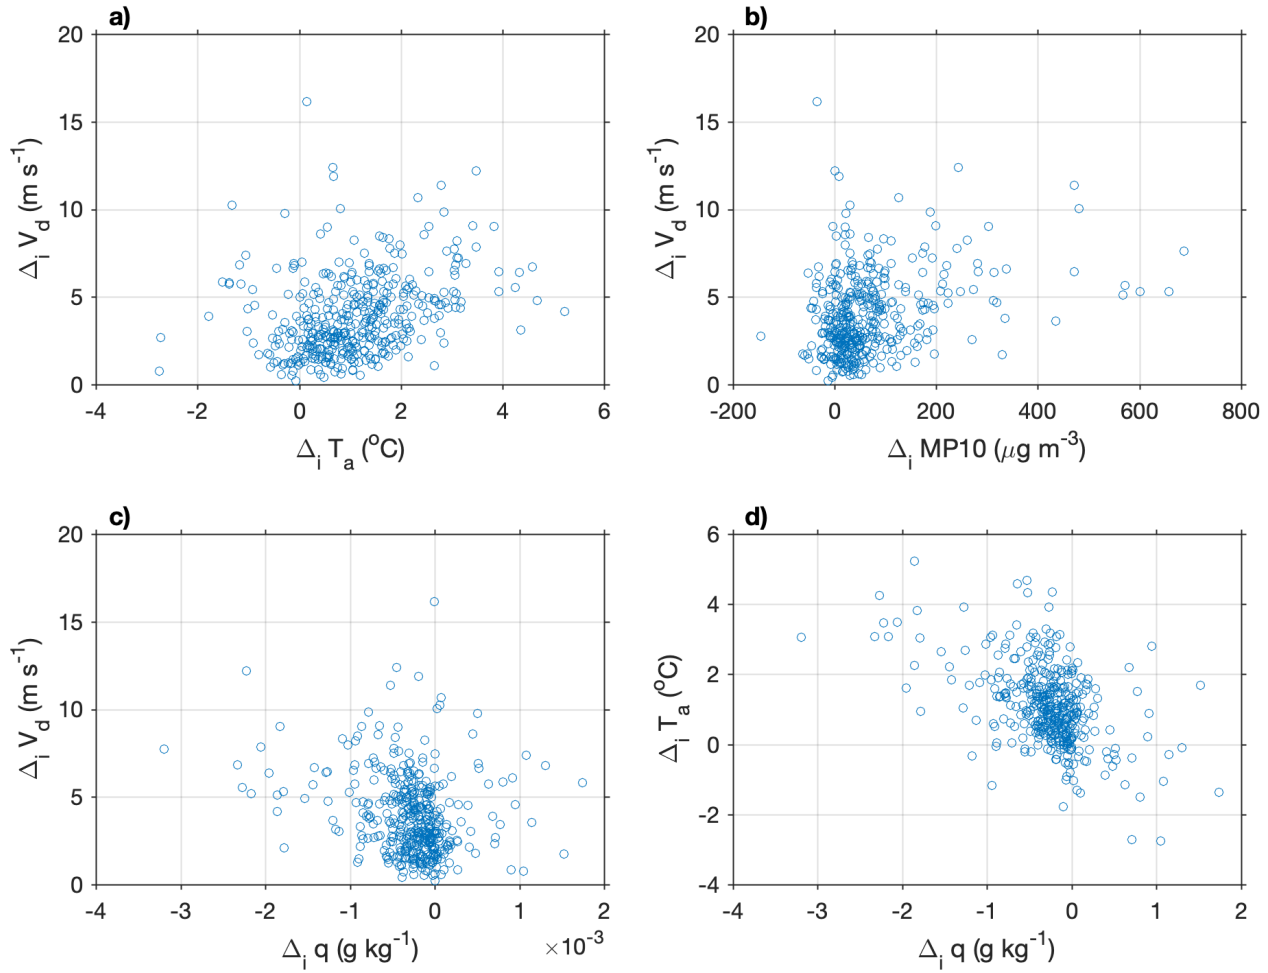 a)
20
15
10
5
0
-4 -2 0 2 4 6
Δi Vd (m s-1)
Δi Ta (oC)
b)
20
15
10
5
0
-200 0 200 400 600 800
Δi Vd (m s-1)
Δi MP10 (μg m-3)
c)
20
15
10
5
0
-4 -3 -2 -1 0 1 2
×10-3
Δi Vd (m s-1)
Δi q (g kg-1)
d)
6
4
2
0
-2
-4
-4 -3 -2 -1 0 1 2
Δi Ta (oC)
Δi q (g kg-1)